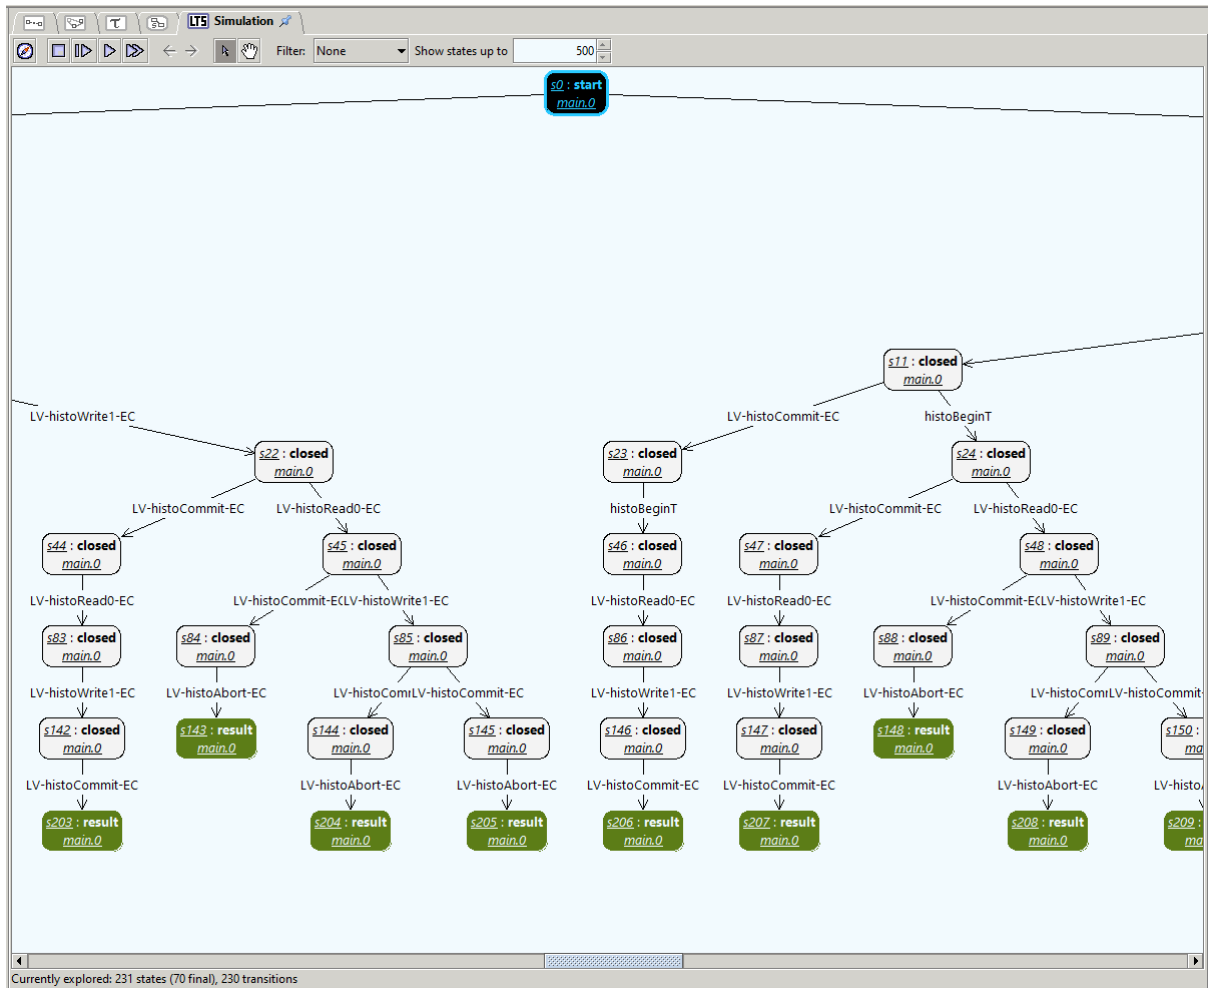 LTS Simulation
Filter: None Show states up to 500
s0 : start
main.0
s11 : closed
main.0
LV-histoWrite1-EC LV-histoCommit-EC histoBeginT
s22 : closed s23 : closed s24 : closed
main.0 main.0 main.0
LV-histoCommit-EC LV-histoRead0-EC histoBeginT LV-histoCommit-EC LV-histoRead0-EC
s44 : closed s45 : closed s46 : closed s47 : closed s48 : closed
main.0 main.0 main.0 main.0 main.0
LV-histoRead0-EC LV-histoCommit-E( LV-histoWrite1-EC LV-histoRead0-EC LV-histoRead0-EC LV-histoCommit-E( LV-histoWrite1-EC
s83 : closed s84 : closed s85 : closed s86 : closed s87 : closed s88 : closed s89 : closed
main.0 main.0 main.0 main.0 main.0 main.0 main.0
LV-histoWrite1-EC LV-histoAbort-EC LV-histoComm LV-histoCommit-EC LV-histoWrite1-EC LV-histoWrite1-EC LV-histoAbort-EC LV-histoComm LV-histoCommit-
s142 : closed s143 : result s144 : closed s145 : closed s146 : closed s147 : closed s148 : result s149 : closed s150 :
main.0 main.0 main.0 main.0 main.0 main.0 main.0 main.0 ma
LV-histoCommit-EC LV-histoAbort-EC LV-histoAbort-EC LV-histoCommit-EC LV-histoCommit-EC LV-histoAbort-EC LV-histo
s203 : result s204 : result s205 : result s206 : result s207 : result s208 : result s209 :
main.0 main.0 main.0 main.0 main.0 main.0 ma
Currently explored: 231 states (70 final), 230 transitions